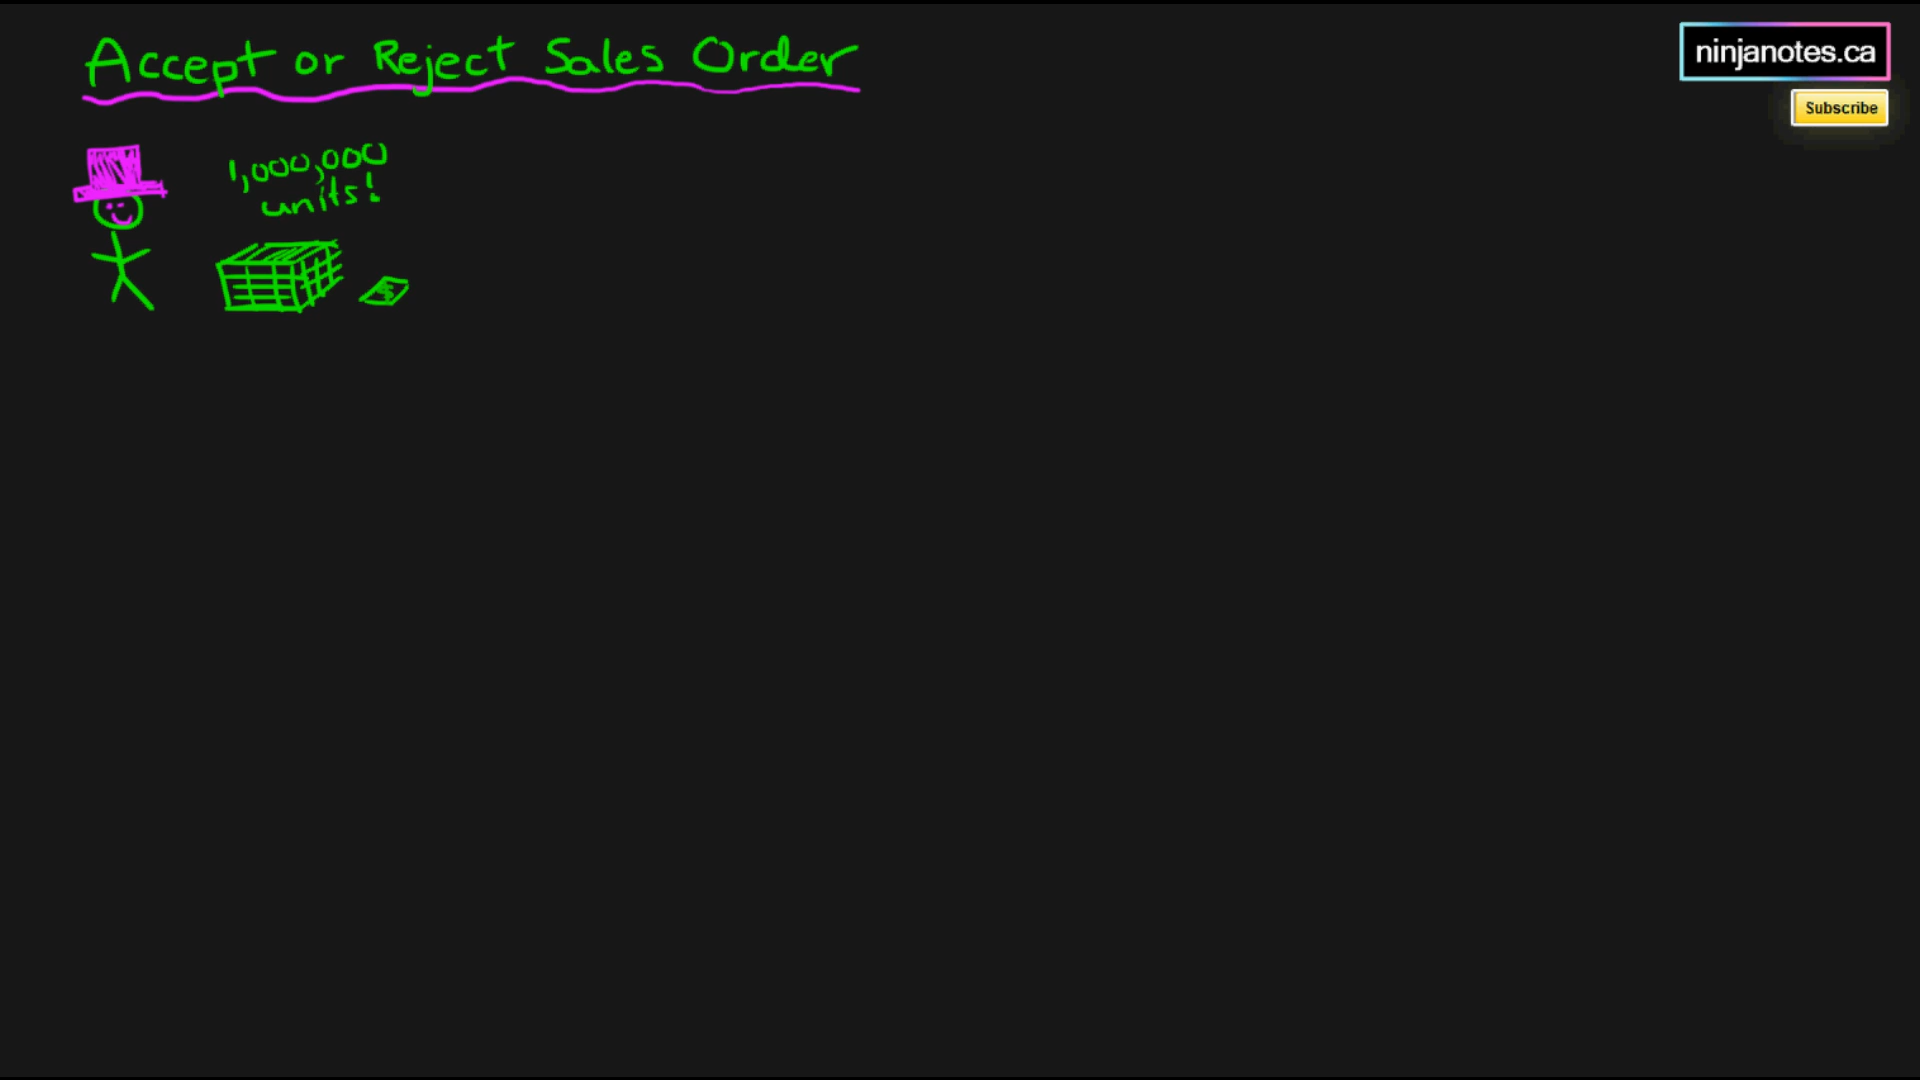 Accept or Reject Sales Order
ninjanotes.ca
Subscribe
1,000,000
units!
$